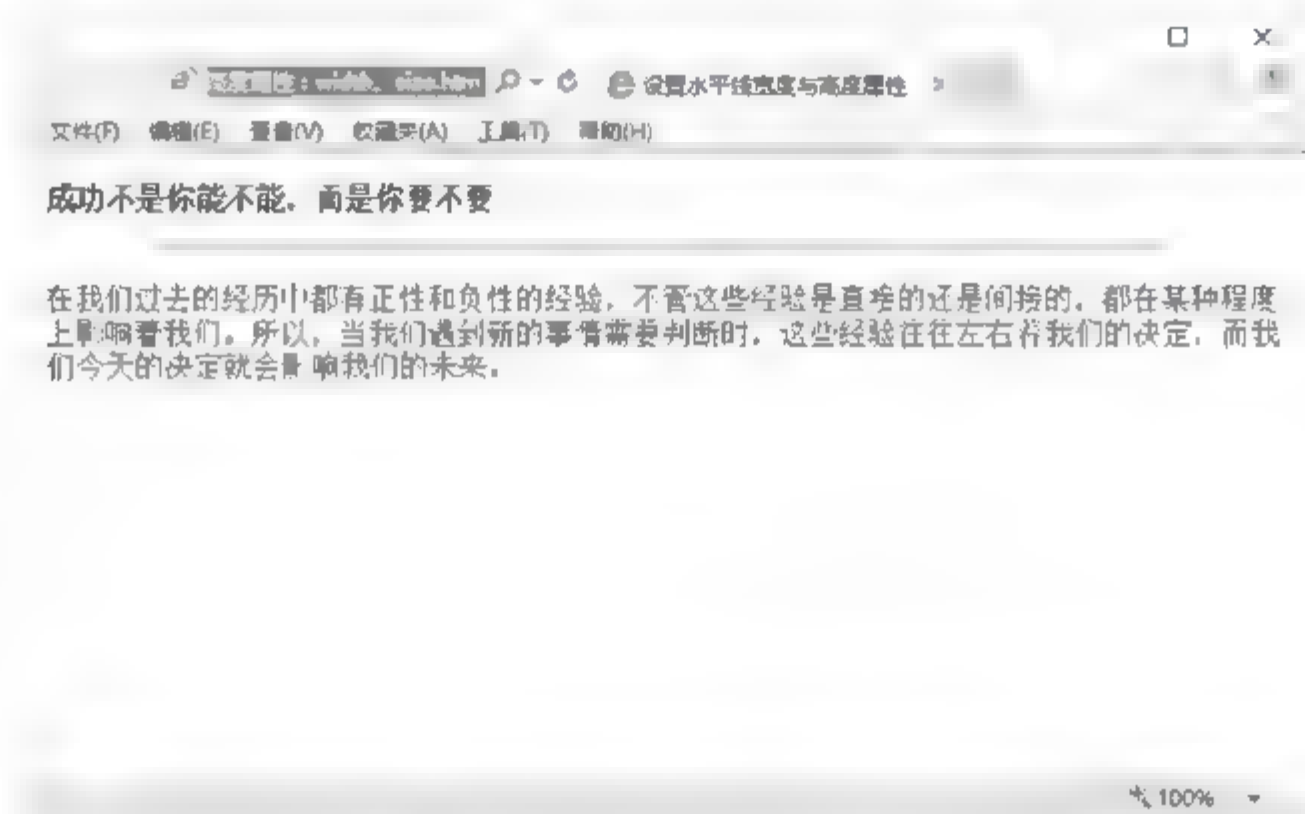 width、size.htm 设置水平线宽度与高度属性 ×
文件(F) 编辑(E) 查看(V) 收藏夹(A) 工具(T) 帮助(H)
成功不是你能不能,而是你要不要
在我们过去的经历中都有正性和负性的经验,不管这些经验是直接的还是间接的,都在某种程度
上影响着我们。所以,当我们遇到新的事情需要判断时,这些经验往往左右着我们的决定,而我
们今天的决定就会影响我们的未来。
100%